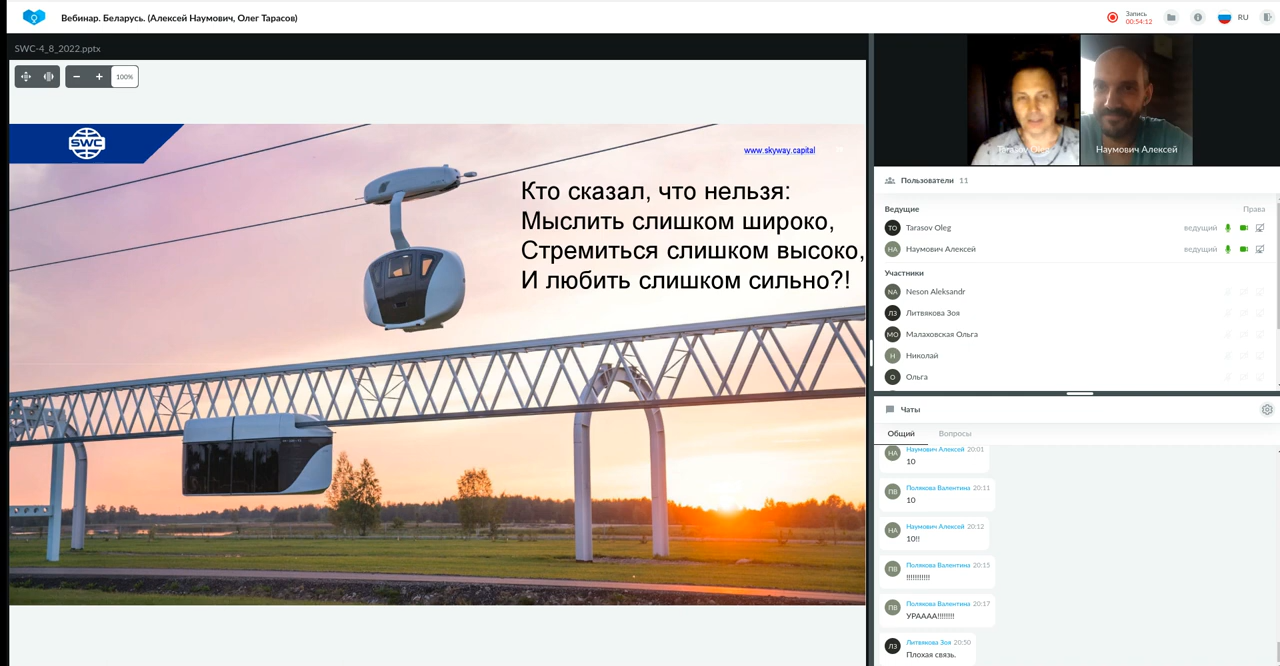 Вебинар. Беларусь. (Алексей Наумович, Олег Тарасов)
Запись
00:54:12
RU
SWC-4_8_2022.pptx
100%
SWC
www.skyway.capital
Кто сказал, что нельзя:
Мыслить слишком широко,
Стремиться слишком высоко,
И любить слишком сильно?!
Tarasov Oleg
Наумович Алексей
Пользователи 11
Ведущие
Права
TO Tarasov Oleg ведущий
НА Наумович Алексей ведущий
Участники
NA Neson Aleksandr
ЛЗ Литвякова Зоя
МО Малаховская Ольга
Н Николай
О Ольга
Чаты
Общий Вопросы
НА Наумович Алексей 20:01
10
ПВ Полякова Валентина 20:11
10
НА Наумович Алексей 20:12
10!!
ПВ Полякова Валентина 20:15
!!!!!!!!!!!
ПВ Полякова Валентина 20:17
УРАААА!!!!!!!!
ЛЗ Литвякова Зоя 20:50
Плохая связь.